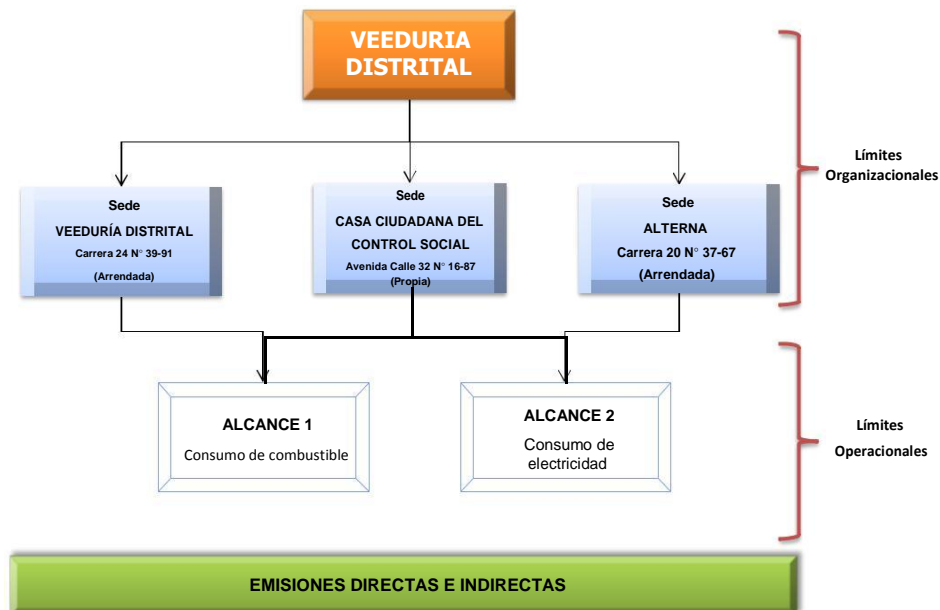 VEEDURIA
DISTRITAL
Límites
Organizacionales
Sede
VEEDURÍA DISTRITAL
Carrera 24 N° 39-91
(Arrendada)
Sede
CASA CIUDADANA DEL
CONTROL SOCIAL
Avenida Calle 32 N° 16-87
(Propia)
Sede
ALTERNA
Carrera 20 N° 37-67
(Arrendada)
ALCANCE 1
Consumo de combustible
ALCANCE 2
Consumo de
electricidad
Límites
Operacionales
EMISIONES DIRECTAS E INDIRECTAS